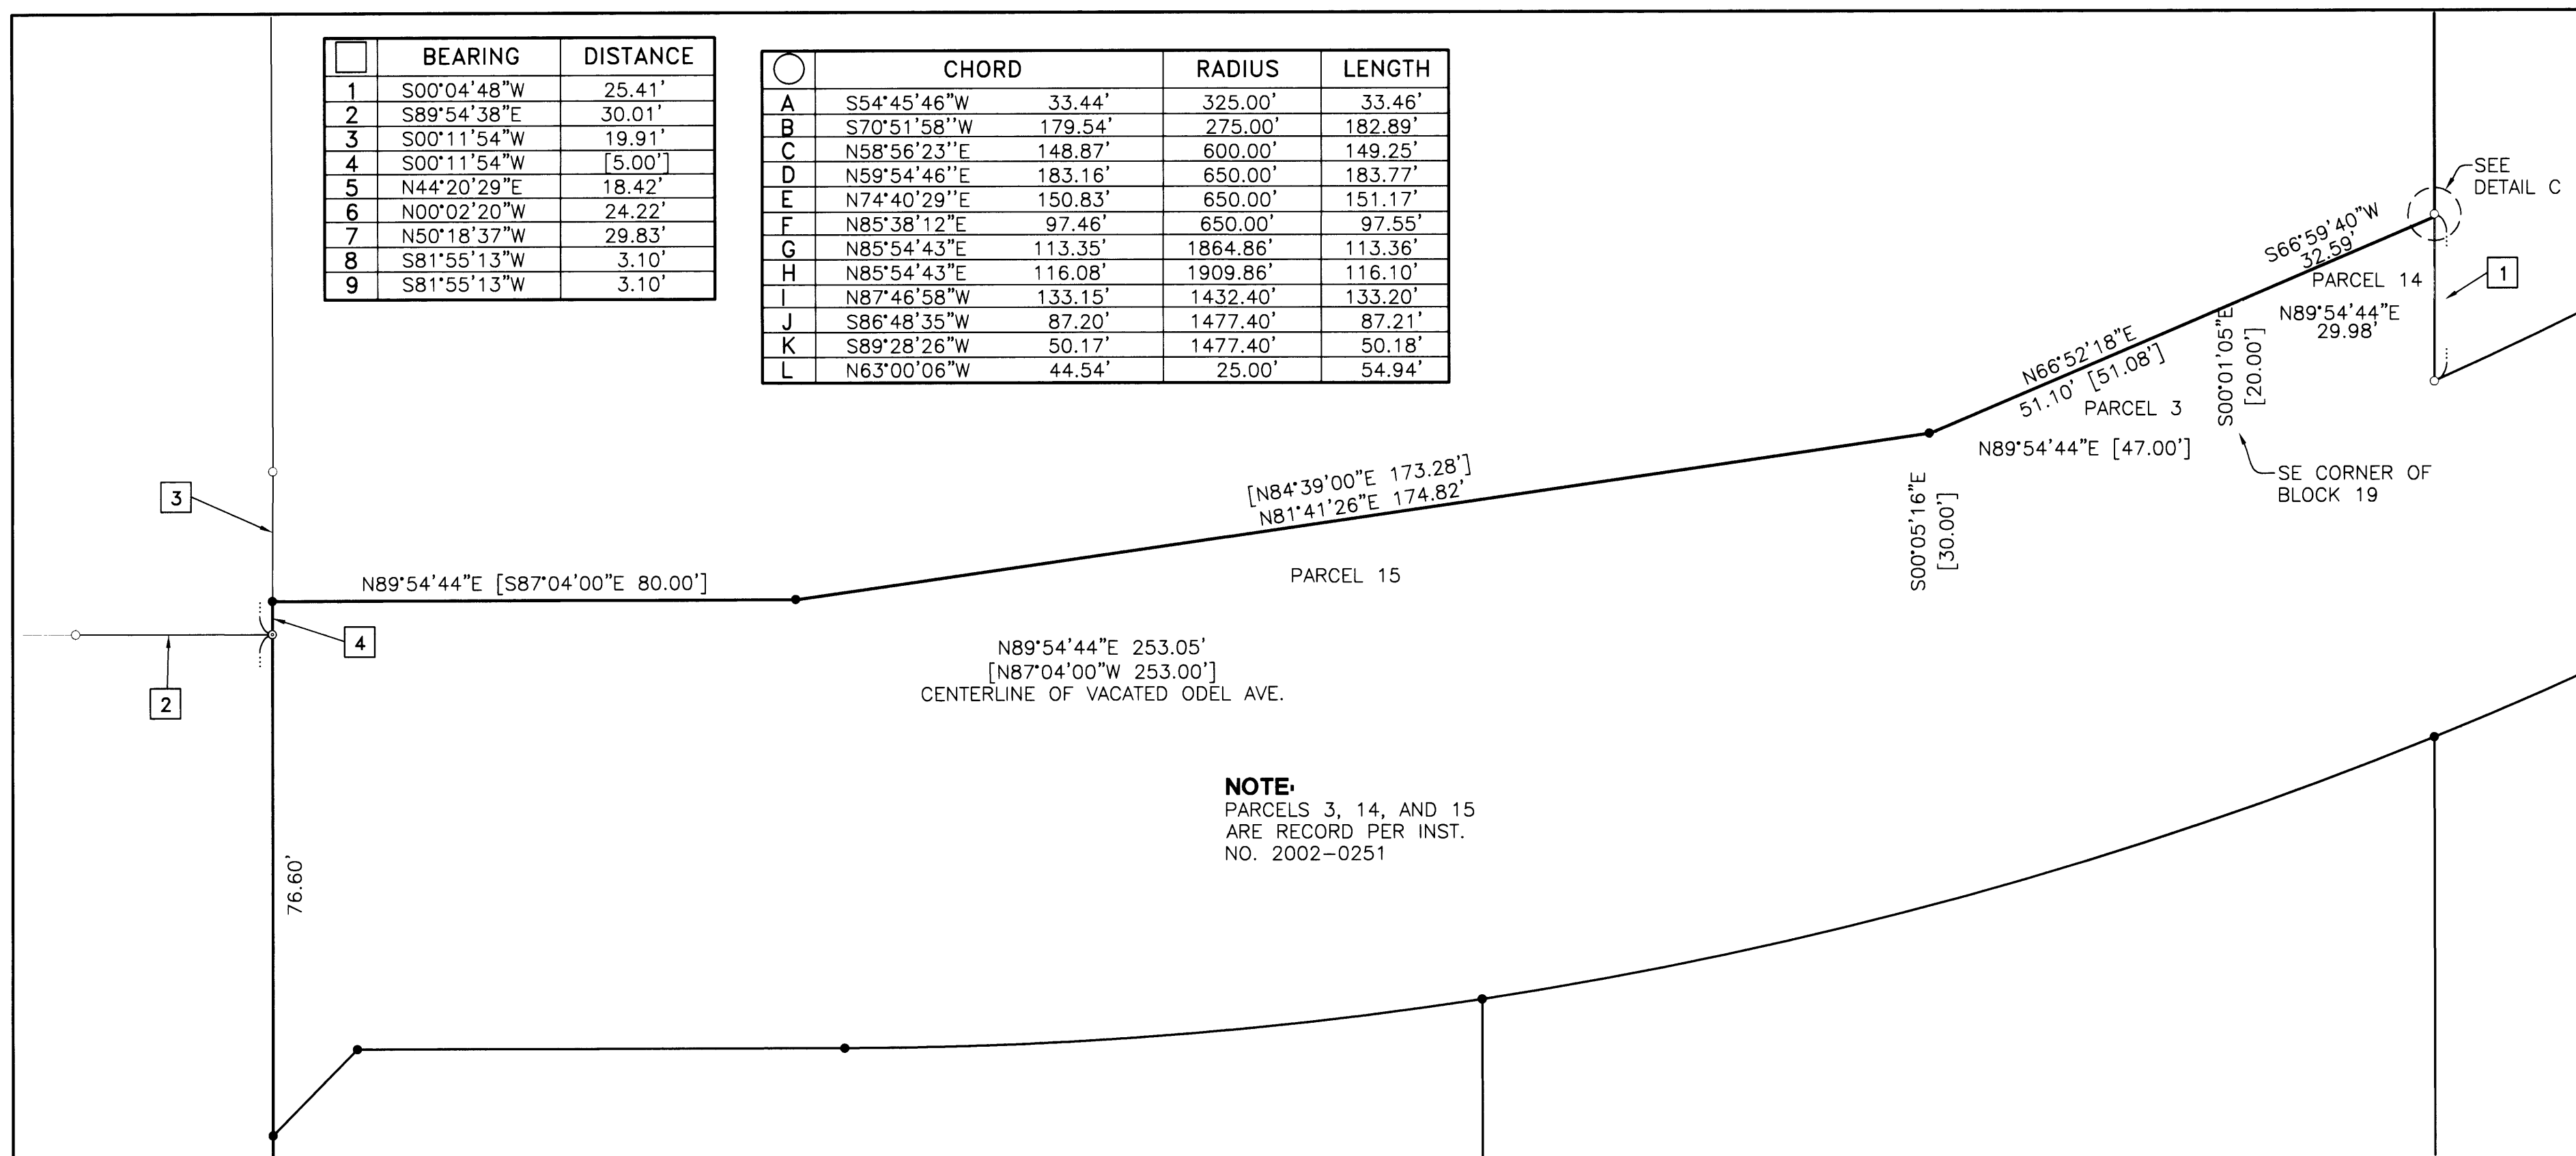 BEARING DISTANCE
1 S00°04'48"W 25.41'
2 S89°54'38"E 30.01'
3 S00°11'54"W 19.91'
4 S00°11'54"W [5.00']
5 N44°20'29"E 18.42'
6 N00°02'20"W 24.22'
7 N50°18'37"W 29.83'
8 S81°55'13"W 3.10'
9 S81°55'13"W 3.10'
CHORD RADIUS LENGTH
A S54°45'46"W 33.44' 325.00' 33.46'
B S70°51'58''W 179.54' 275.00' 182.89'
C N58°56'23''E 148.87' 600.00' 149.25'
D N59°54'46''E 183.16' 650.00' 183.77'
E N74°40'29''E 150.83' 650.00' 151.17'
F N85°38'12"E 97.46' 650.00' 97.55'
G N85°54'43"E 113.35' 1864.86' 113.36'
H N85°54'43"E 116.08' 1909.86' 116.10'
I N87°46'58"W 133.15' 1432.40' 133.20'
J S86°48'35"W 87.20' 1477.40' 87.21'
K S89°28'26"W 50.17' 1477.40' 50.18'
L N63°00'06"W 44.54' 25.00' 54.94'
SEE
DETAIL C
S66°59'40"W
32.59'
PARCEL 14
1
N89°54'44"E
29.98'
S00°01'05"E
[20.00']
N66°52'18"E
51.10' [51.08']
PARCEL 3
N89°54'44"E [47.00']
SE CORNER OF
BLOCK 19
S00°05'16"E
[30.00']
[N84°39'00"E 173.28']
N81°41'26"E 174.82'
PARCEL 15
3
N89°54'44"E [S87°04'00"E 80.00']
4
2
N89°54'44"E 253.05'
[N87°04'00"W 253.00']
CENTERLINE OF VACATED ODEL AVE.
NOTE:
PARCELS 3, 14, AND 15
ARE RECORD PER INST.
NO. 2002-0251
76.60'